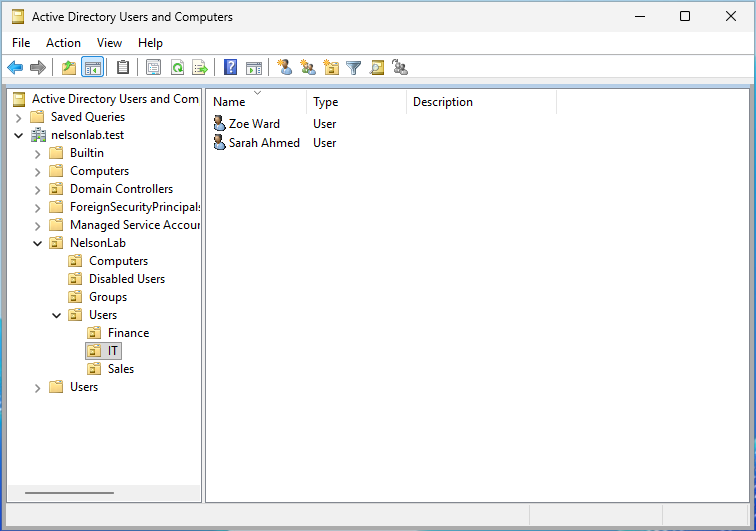 Active Directory Users and Computers
File Action View Help
Active Directory Users and Com
Saved Queries
nelsonlab.test
Builtin
Computers
Domain Controllers
ForeignSecurityPrincipals
Managed Service Accour
NelsonLab
Computers
Disabled Users
Groups
Users
Finance
IT
Sales
Users
Name Type Description
Zoe Ward User
Sarah Ahmed User